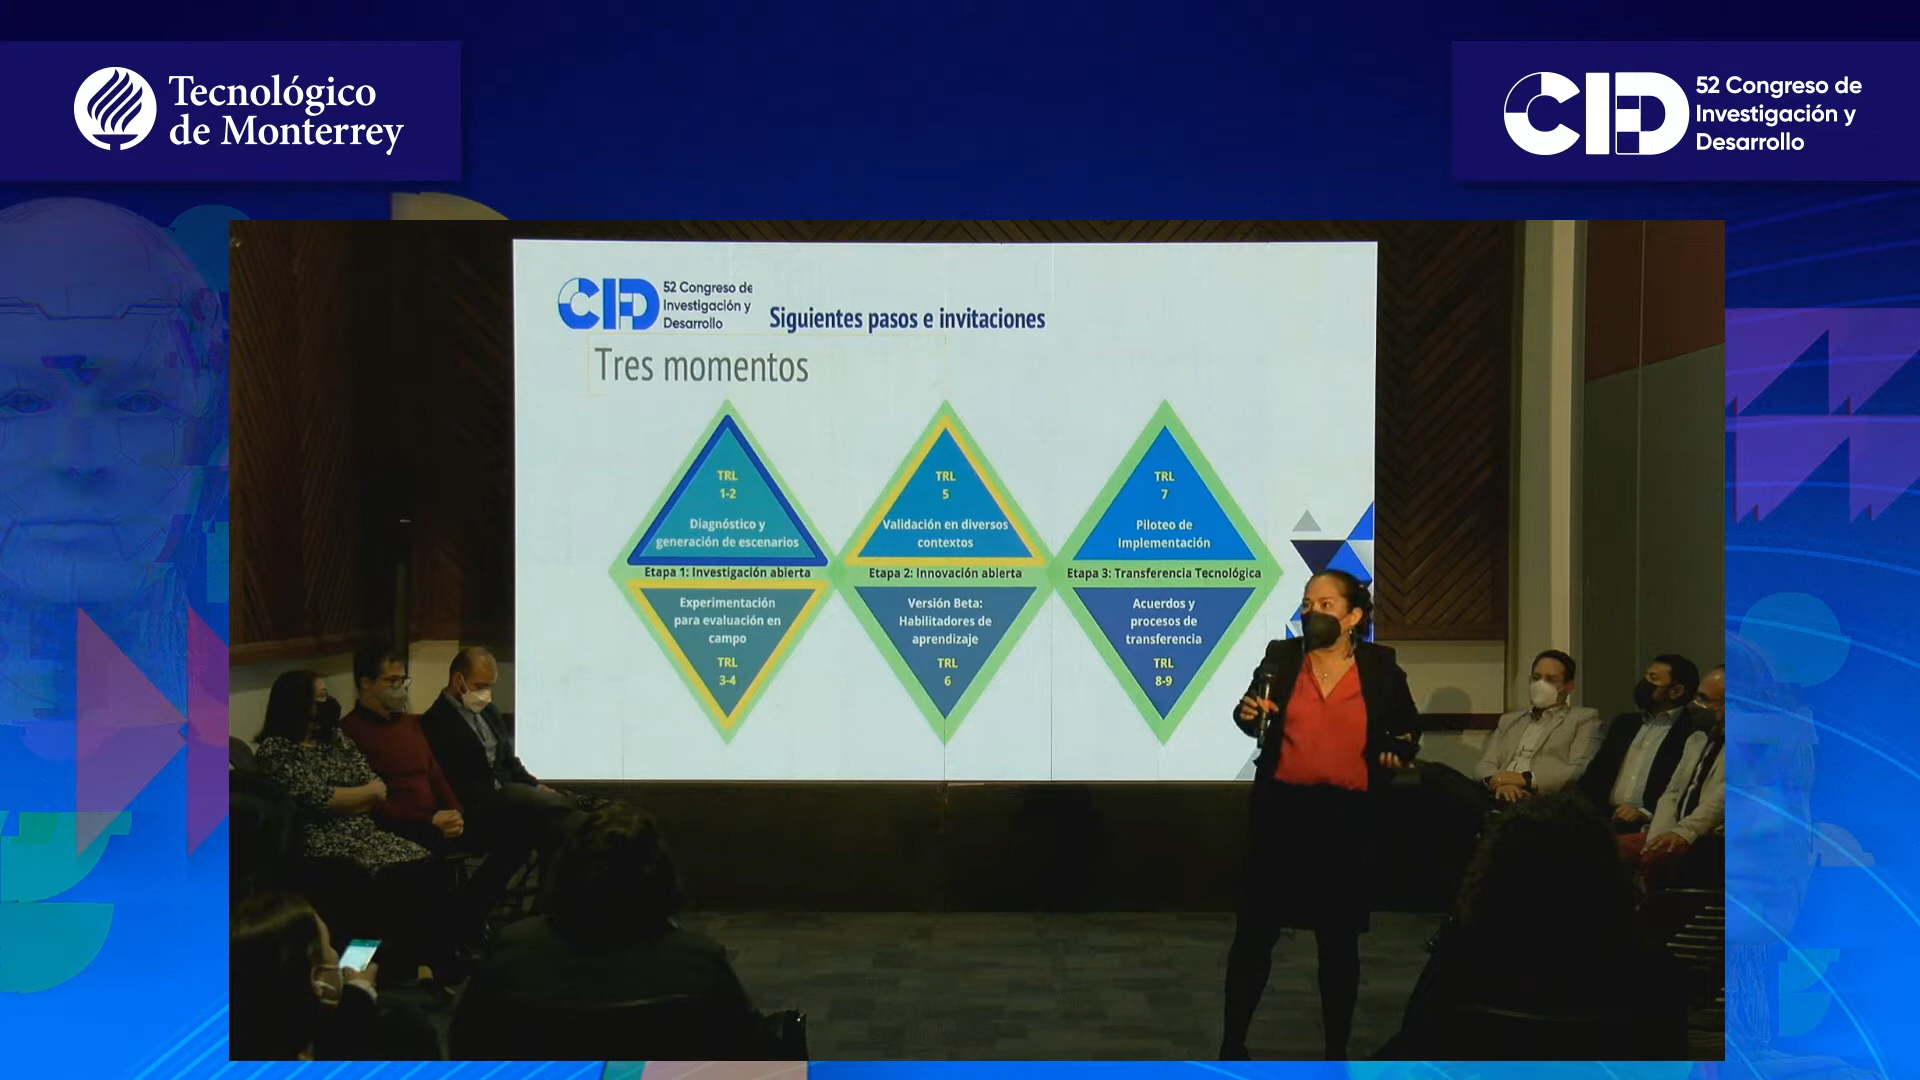 Tecnológico
de Monterrey
CID
52 Congreso de
Investigación y
Desarrollo
CID
52 Congreso de
Investigación y
Desarrollo
Siguientes pasos e invitaciones
Tres momentos
TRL
1-2
Diagnóstico y
generación de escenarios
Etapa 1: Investigación abierta
Experimentación
para evaluación en
campo
TRL
3-4
TRL
5
Validación en diversos
contextos
Etapa 2: Innovación abierta
Versión Beta:
Habilitadores de
aprendizaje
TRL
6
TRL
7
Piloteo de
Implementación
Etapa 3: Transferencia Tecnológica
Acuerdos y
procesos de
transferencia
TRL
8-9